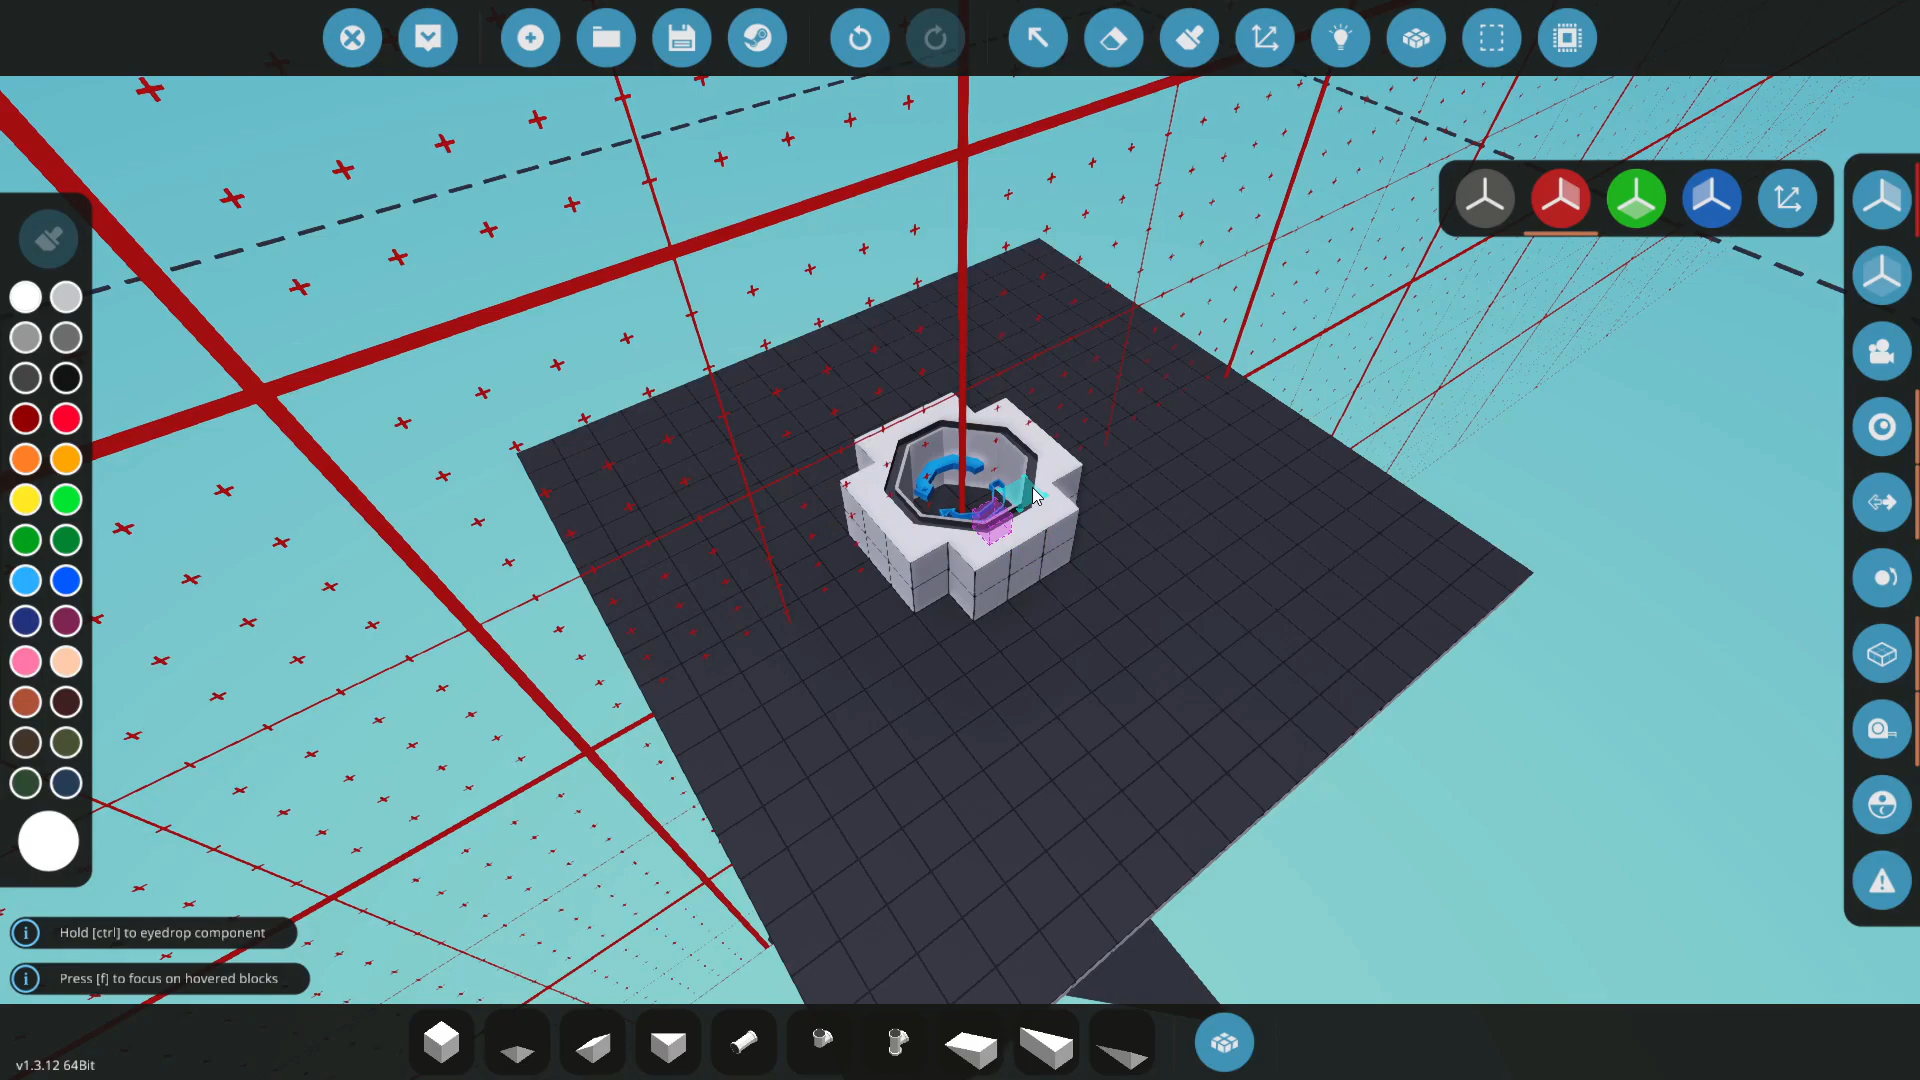 Hold [ctrl] to eyedrop component
Press [f] to focus on hovered blocks
v1.3.12 64Bit